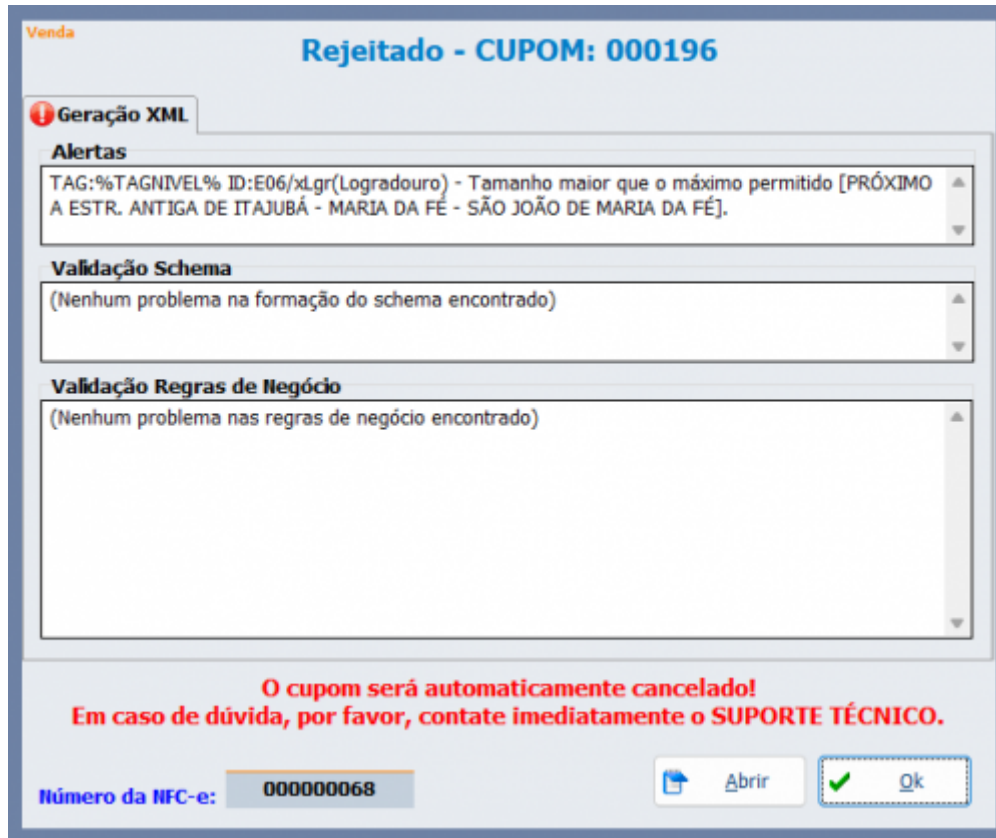 Venda
Rejeitado - CUPOM: 000196
Geração XML
Alertas
TAG:%TAGNIVEL% ID:E06/xLgr(Logradouro) - Tamanho maior que o máximo permitido [PRÓXIMO
A ESTR. ANTIGA DE ITAJUBÁ - MARIA DA FÉ - SÃO JOÃO DE MARIA DA FÉ].
Validação Schema
(Nenhum problema na formação do schema encontrado)
Validação Regras de Negócio
(Nenhum problema nas regras de negócio encontrado)
O cupom será automaticamente cancelado!
Em caso de dúvida, por favor, contate imediatamente o SUPORTE TÉCNICO.
Número da NFC-e: 000000068
Abrir
Ok